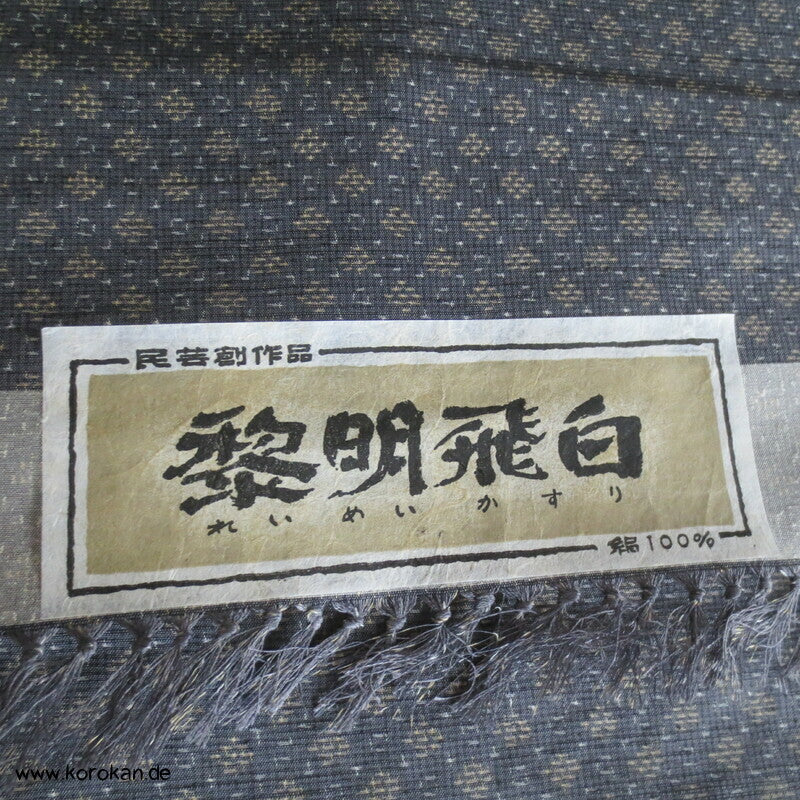 民芸創作品
黎明飛白
れいめいかすり
絹100%
www.korokan.de